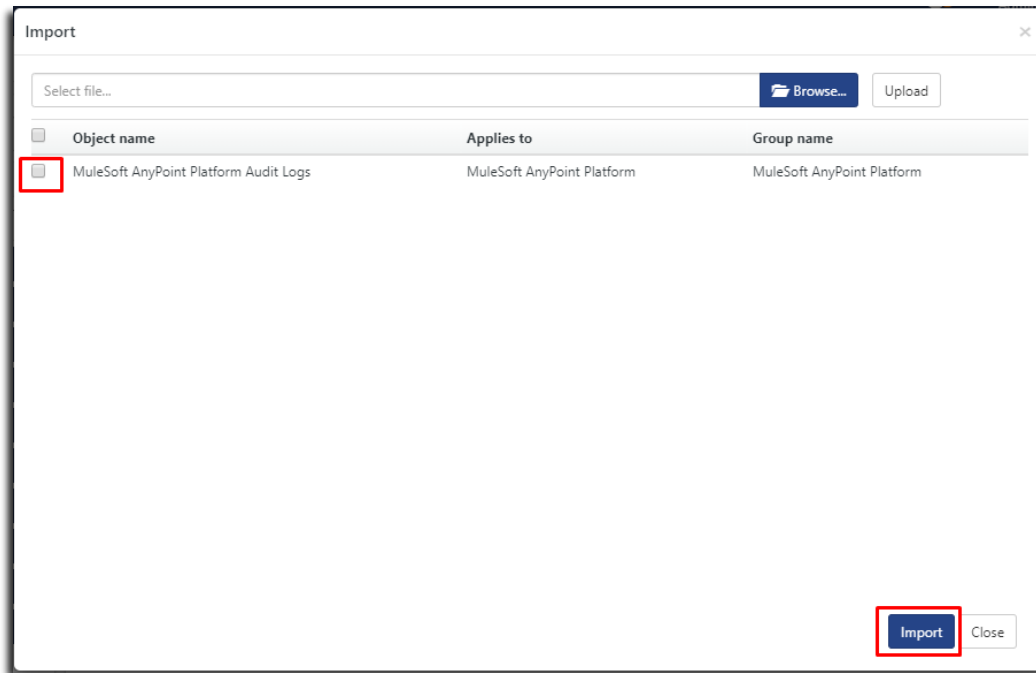 Import
Select file... Browse... Upload
Object name Applies to Group name
MuleSoft AnyPoint Platform Audit Logs MuleSoft AnyPoint Platform MuleSoft AnyPoint Platform
Import Close